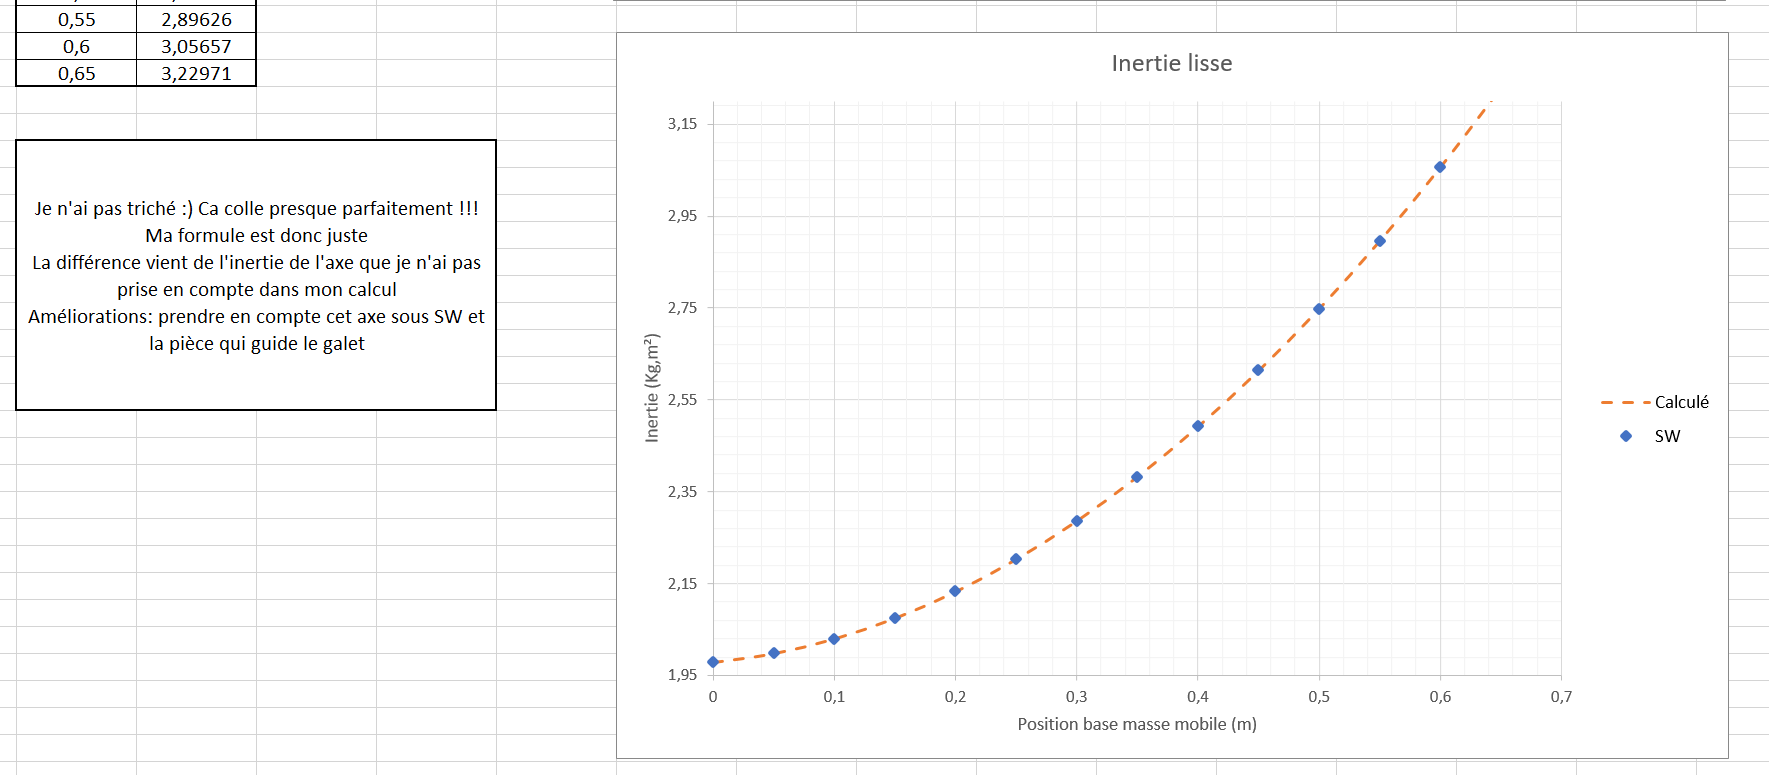 0,55 2,89626
0,6 3,05657
0,65 3,22971
Je n'ai pas triché :) Ca colle presque parfaitement !!!
Ma formule est donc juste
La différence vient de l'inertie de l'axe que je n'ai pas
prise en compte dans mon calcul
Améliorations: prendre en compte cet axe sous SW et
la pièce qui guide le galet
Inertie lisse
3,15
2,95
2,75
2,55
2,35
2,15
1,95
Inertie (Kg,m²)
0 0,1 0,2 0,3 0,4 0,5 0,6 0,7
Position base masse mobile (m)
Calculé
SW